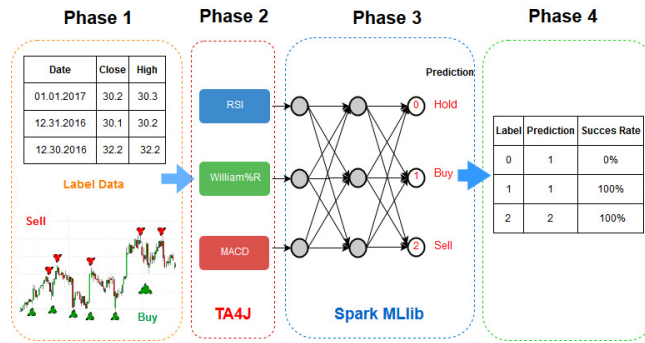 Phase 1
Phase 2
Phase 3
Phase 4
Date Close High
01.01.2017 30.2 30.3
12.31.2016 30.1 30.2
12.30.2016 32.2 32.2
Label Data
Sell
Buy
RSI
William%R
MACD
TA4J
Prediction
0 Hold
1 Buy
2 Sell
Spark MLlib
Label Prediction Succes Rate
0 1 0%
1 1 100%
2 2 100%